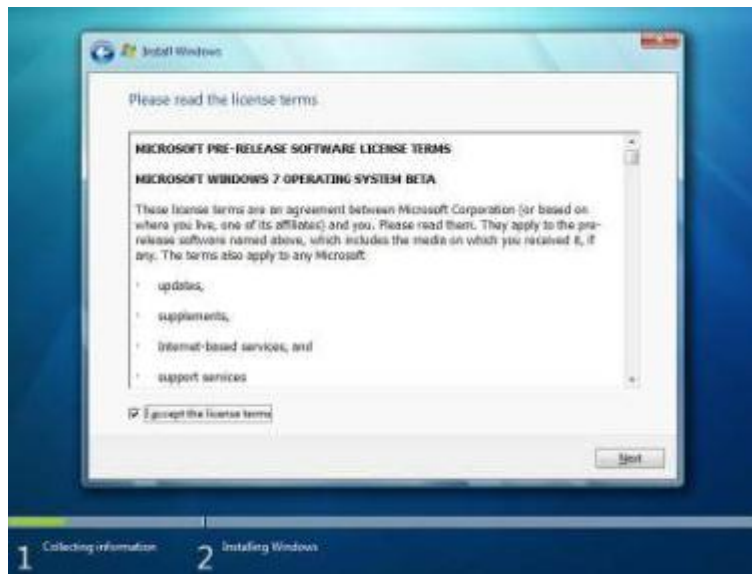 Install Windows
Please read the license terms
MICROSOFT PRE-RELEASE SOFTWARE LICENSE TERMS
MICROSOFT WINDOWS 7 OPERATING SYSTEM BETA
These license terms are an agreement between Microsoft Corporation (or based on
where you live, one of its affiliates) and you. Please read them. They apply to the pre-
release software named above, which includes the media on which you received it, if
any. The terms also apply to any Microsoft
· updates,
· supplements,
· Internet-based services, and
· support services
I accept the license terms
Next
1 Collecting information 2 Installing Windows